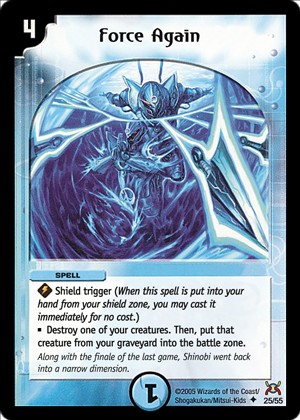 4
Force Again
SPELL
Shield trigger (When this spell is put into your
hand from your shield zone, you may cast it
immediately for no cost.)
▪ Destroy one of your creatures. Then, put that
creature from your graveyard into the battle zone.
Along with the finale of the last game, Shinobi went back
into a narrow dimension.
1
©2005 Wizards of the Coast/
Shogakukan/Mitsui-Kids ✦ 25/55